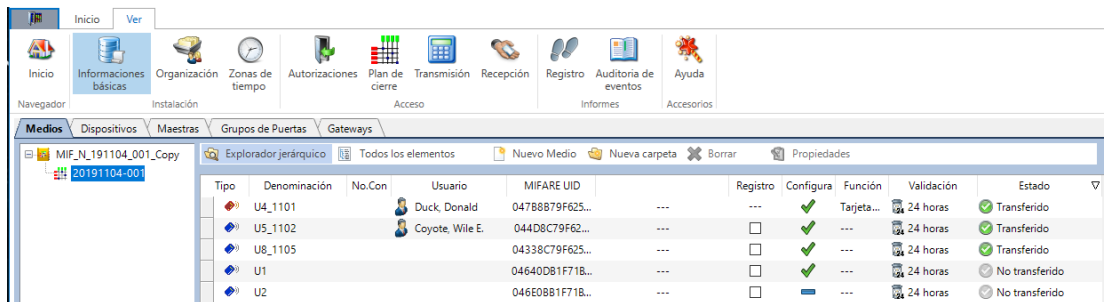 Inicio Ver
Inicio Informaciones básicas Organización Zonas de tiempo Autorizaciones Plan de cierre Transmisión Recepción Registro Auditoria de eventos Ayuda
Navegador Instalación Acceso Informes Accesorios
Medios Dispositivos Maestras Grupos de Puertas Gateways
MIF_N_191104_001_Copy Explorador jerárquico Todos los elementos Nuevo Medio Nueva carpeta Borrar Propiedades
20191104-001
Tipo Denominación No.Con Usuario MIFARE UID Registro Configura Función Validación Estado
U4_1101 Duck, Donald 047B8B79F625... --- --- Tarjeta... 24 horas Transferido
U5_1102 Coyote, Wile E. 044D8C79F62... --- --- 24 horas Transferido
U8_1105 04338C79F625... --- --- 24 horas Transferido
U1 04640DB1F71B... --- --- 24 horas No transferido
U2 046E0BB1F71B... --- --- 24 horas No transferido